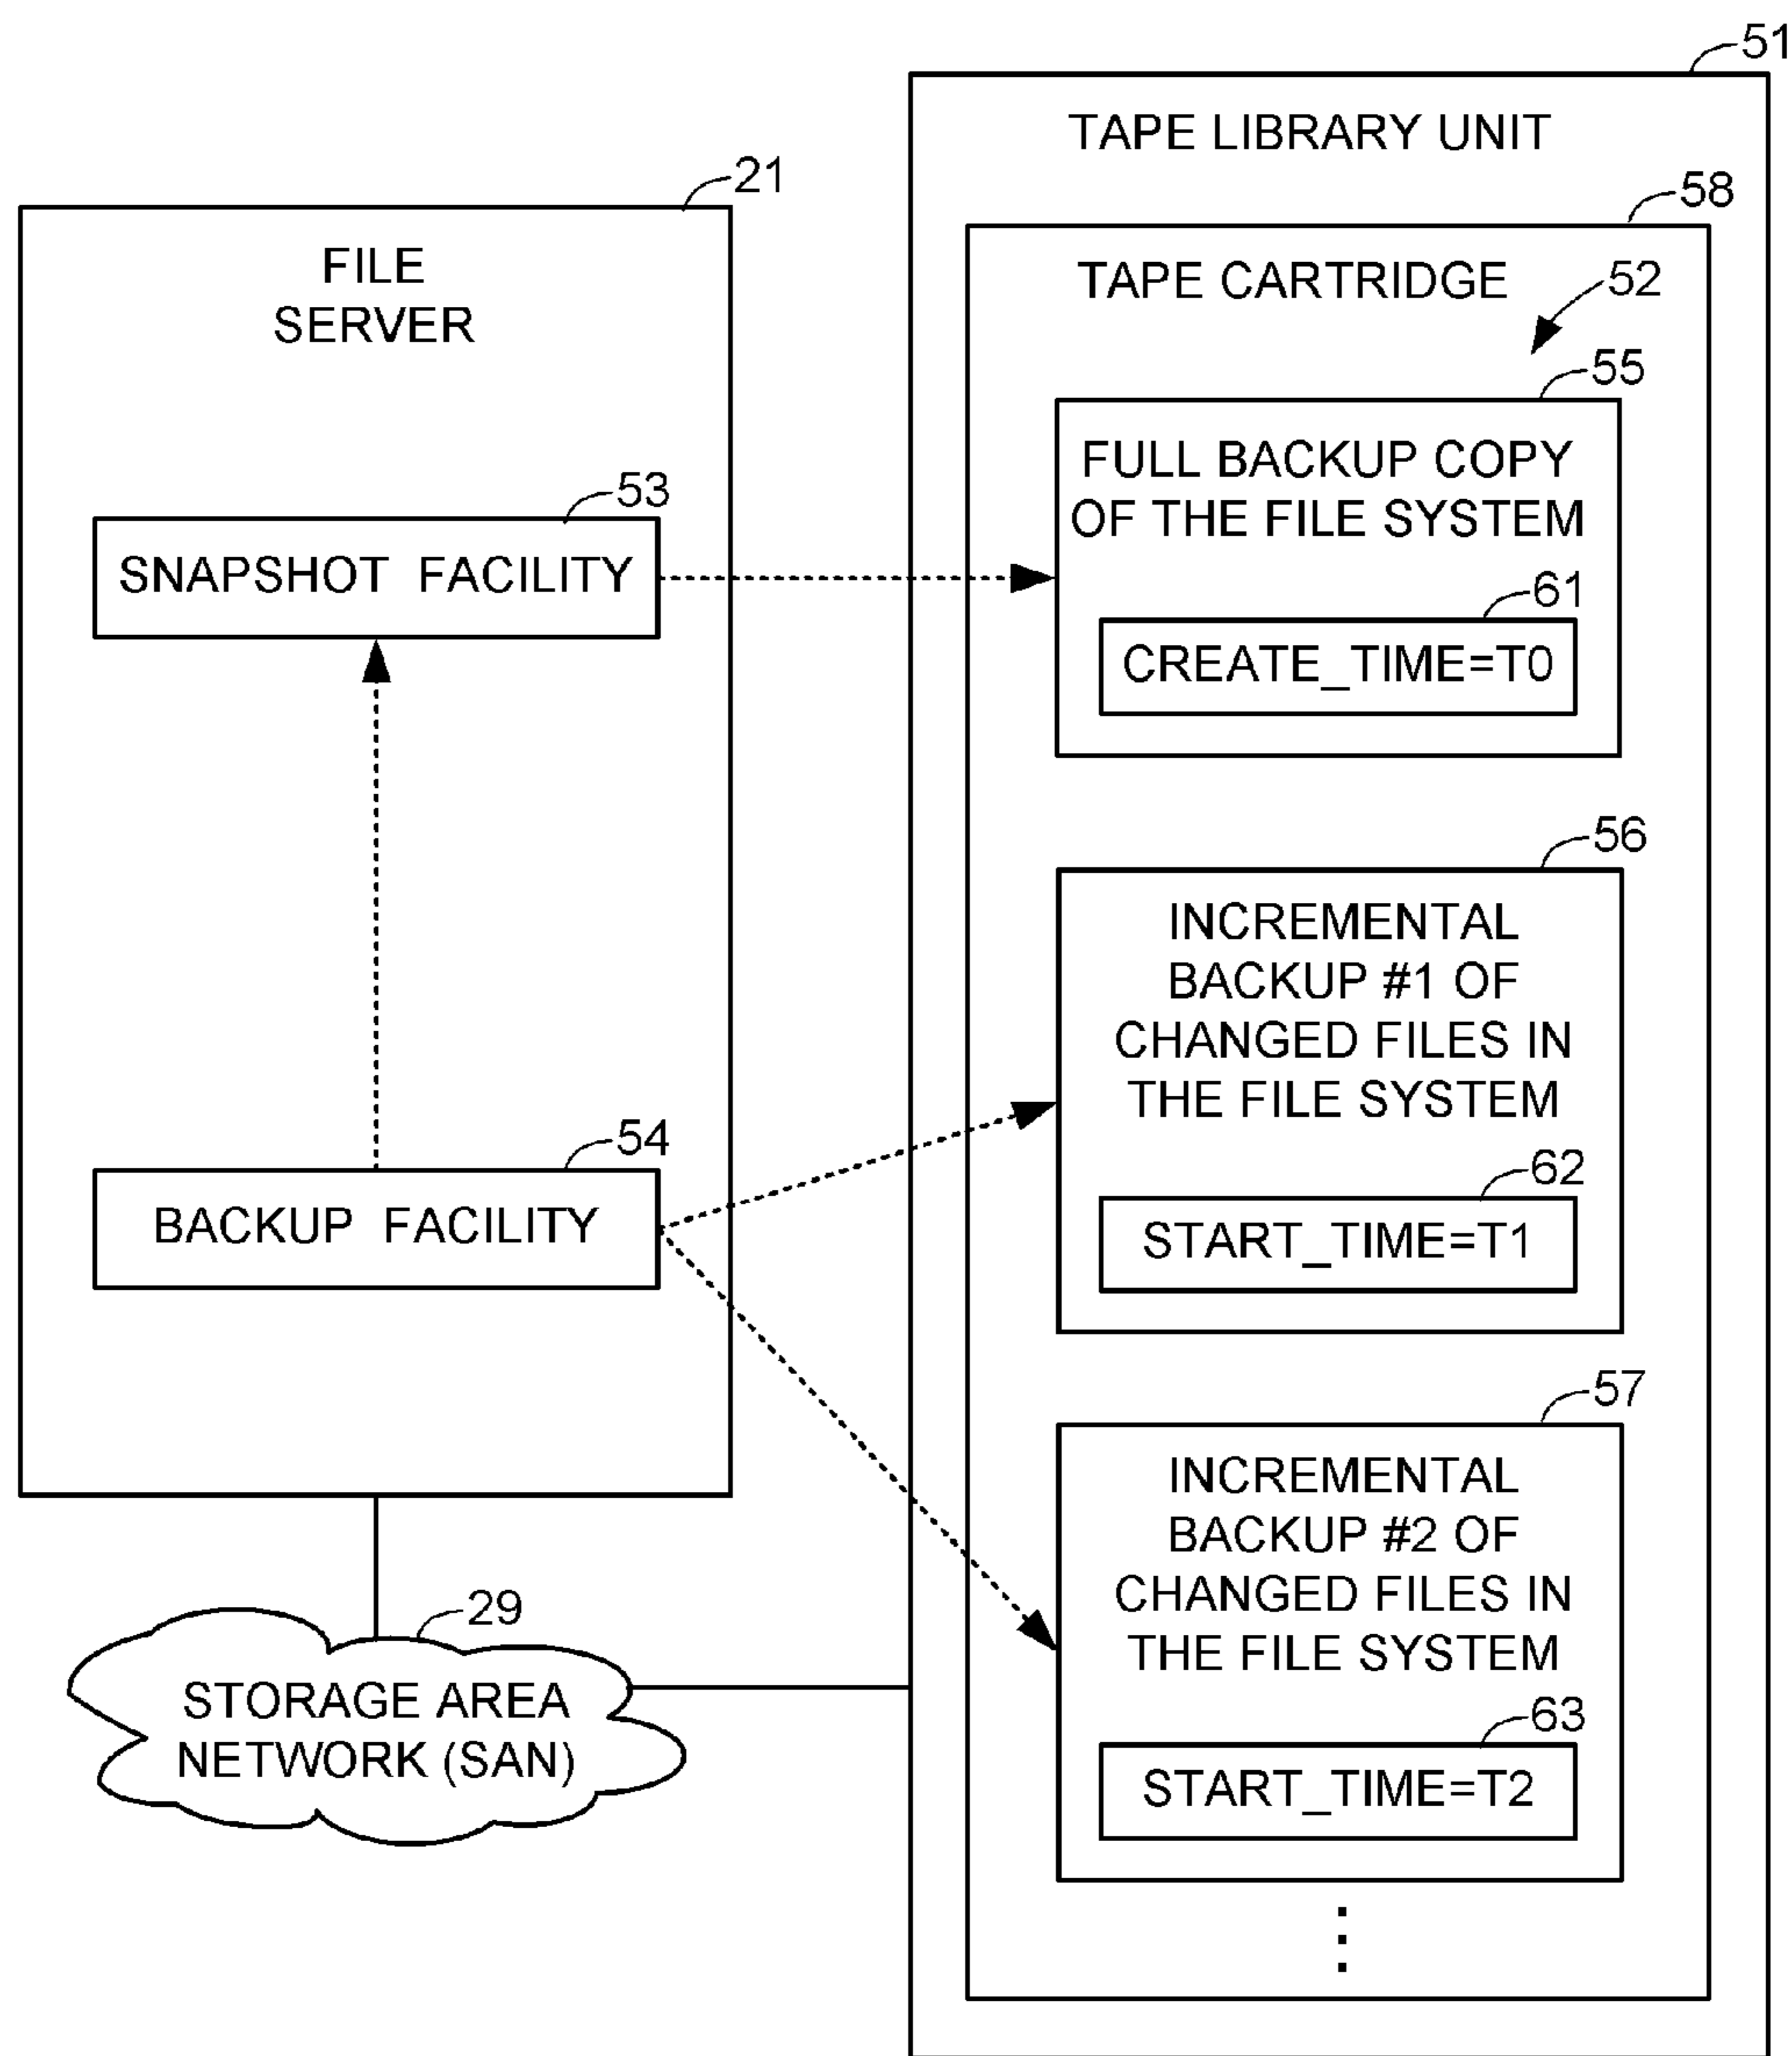 51
TAPE LIBRARY UNIT
21
58
FILE
SERVER
TAPE CARTRIDGE
52
55
FULL BACKUP COPY
OF THE FILE SYSTEM
53
SNAPSHOT FACILITY
61
CREATE_TIME=T0
56
INCREMENTAL
BACKUP #1 OF
CHANGED FILES IN
THE FILE SYSTEM
54
BACKUP FACILITY
62
START_TIME=T1
57
INCREMENTAL
BACKUP #2 OF
CHANGED FILES IN
THE FILE SYSTEM
29
STORAGE AREA
NETWORK (SAN)
63
START_TIME=T2